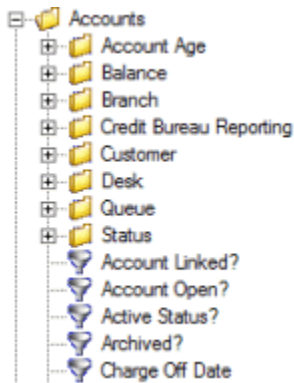 Accounts
Account Age
Balance
Branch
Credit Bureau Reporting
Customer
Desk
Queue
Status
Account Linked?
Account Open?
Active Status?
Archived?
Charge Off Date